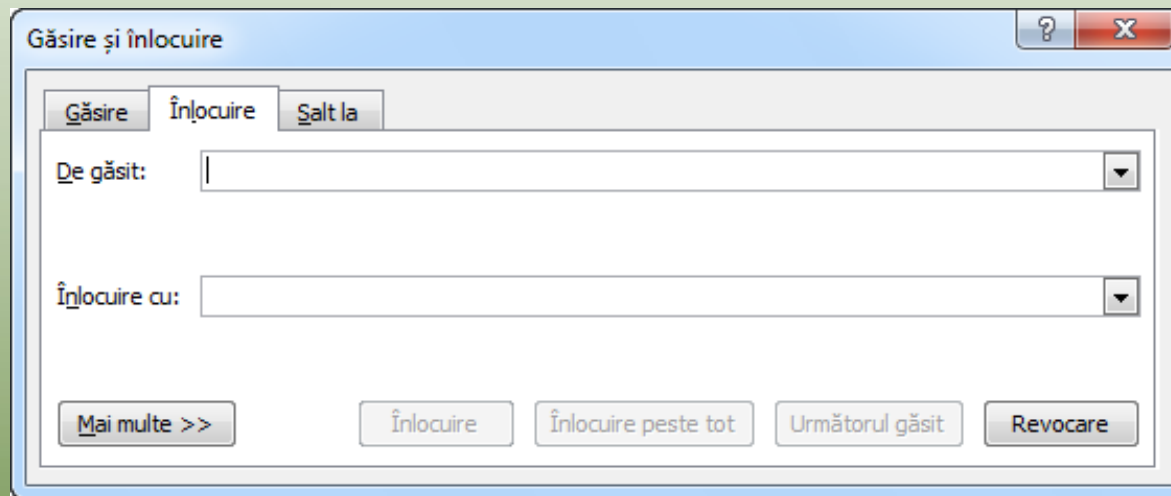 Găsire și înlocuire
Găsire Înlocuire Salt la
De găsit:
Înlocuire cu:
Mai multe >> Înlocuire Înlocuire peste tot Următorul găsit Revocare